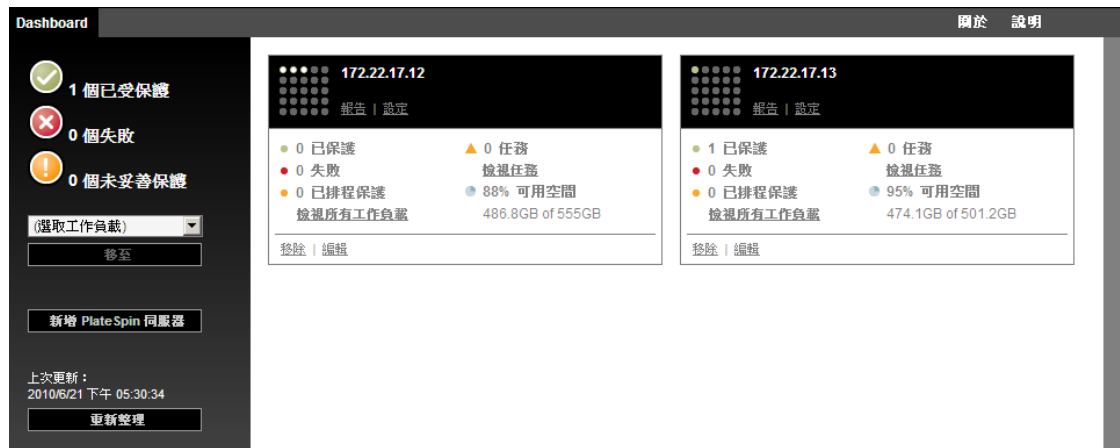 Dashboard
關於 說明
1 個已受保護
0 個失敗
0 個未妥善保護
(選取工作負載)
移至
新增 PlateSpin 伺服器
上次更新：
2010/6/21 下午 05:30:34
重新整理
172.22.17.12
報告 | 設定
0 已保護
0 失敗
0 已排程保護
檢視所有工作負載
0 任務
檢視任務
88% 可用空間
486.8GB of 555GB
移除 | 編輯
172.22.17.13
報告 | 設定
1 已保護
0 失敗
0 已排程保護
檢視所有工作負載
0 任務
檢視任務
95% 可用空間
474.1GB of 501.2GB
移除 | 編輯